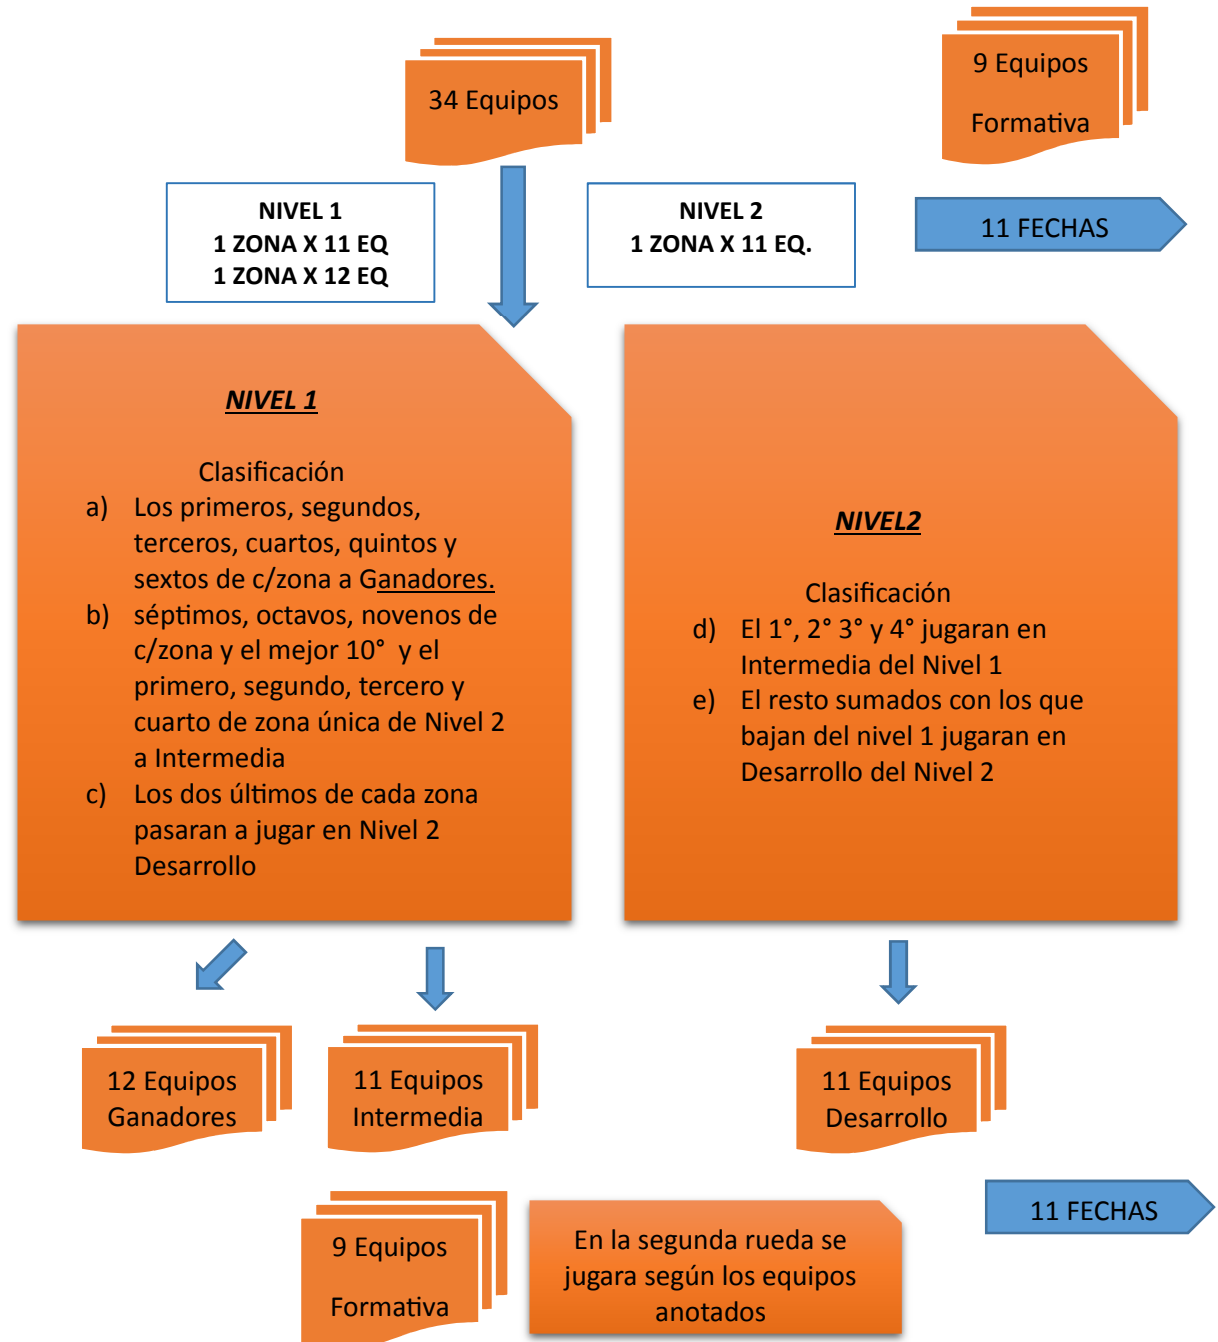 34 Equipos
9 Equipos
Formativa
NIVEL 1
1 ZONA X 11 EQ
1 ZONA X 12 EQ
NIVEL 2
1 ZONA X 11 EQ.
11 FECHAS
NIVEL 1
Clasificación
a) Los primeros, segundos,
terceros, cuartos, quintos y
sextos de c/zona a Ganadores.
b) séptimos, octavos, novenos de
c/zona y el mejor 10° y el
primero, segundo, tercero y
cuarto de zona única de Nivel 2
a Intermedia
c) Los dos últimos de cada zona
pasaran a jugar en Nivel 2
Desarrollo
NIVEL2
Clasificación
d) El 1°, 2° 3° y 4° jugaran en
Intermedia del Nivel 1
e) El resto sumados con los que
bajan del nivel 1 jugaran en
Desarrollo del Nivel 2
12 Equipos
Ganadores
11 Equipos
Intermedia
11 Equipos
Desarrollo
9 Equipos
Formativa
En la segunda rueda se
jugara según los equipos
anotados
11 FECHAS